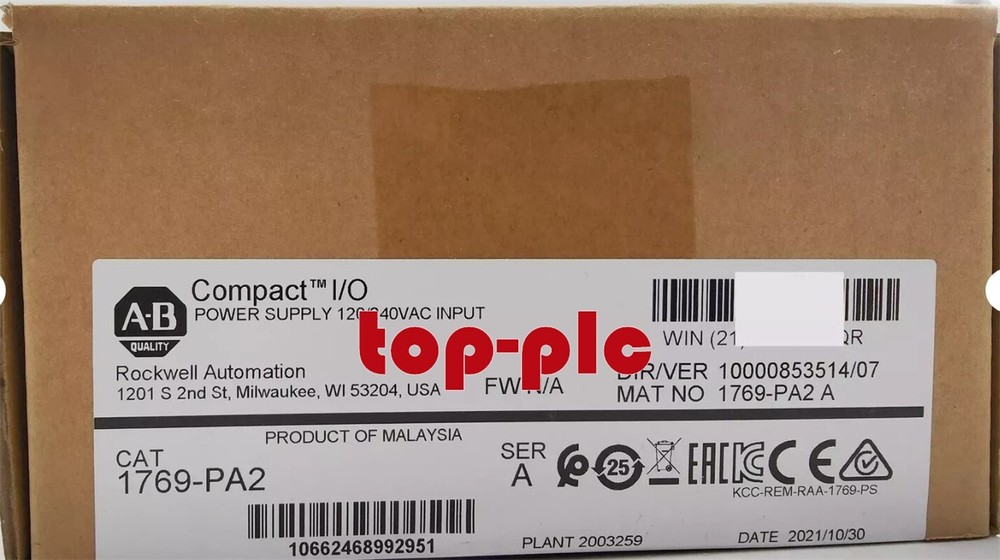 Compact™ I/O
POWER SUPPLY 120/240VAC INPUT
A-B
QUALITY
WIN (21)
QR
top-plc
Rockwell Automation
1201 S 2nd St, Milwaukee, WI 53204, USA
FW N/A
DIR/VER 10000853514/07
MAT NO 1769-PA2 A
PRODUCT OF MALAYSIA
CAT
1769-PA2
SER
A
25
EAC
CE
KCC-REM-RAA-1769-PS
10662468992951
PLANT 2003259
DATE 2021/10/30